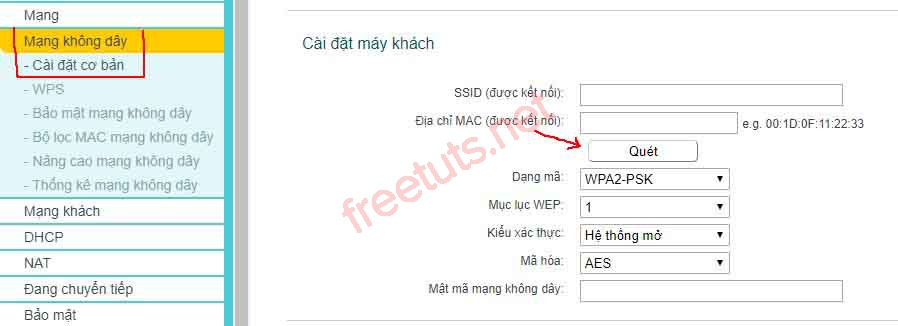 Mạng
Mạng không dây
- Cài đặt cơ bản
- WPS
- Bảo mật mạng không dây
- Bộ lọc MAC mạng không dây
- Nâng cao mạng không dây
- Thống kê mạng không dây
Mạng khách
DHCP
NAT
Đang chuyển tiếp
Bảo mật
Cài đặt máy khách
SSID (được kết nối):
Địa chỉ MAC (được kết nối): e.g. 00:1D:0F:11:22:33
Quét
Dạng mã: WPA2-PSK
Mục lục WEP: 1
Kiểu xác thực: Hệ thống mở
Mã hóa: AES
Mật mã mạng không dây:
freetuts.net